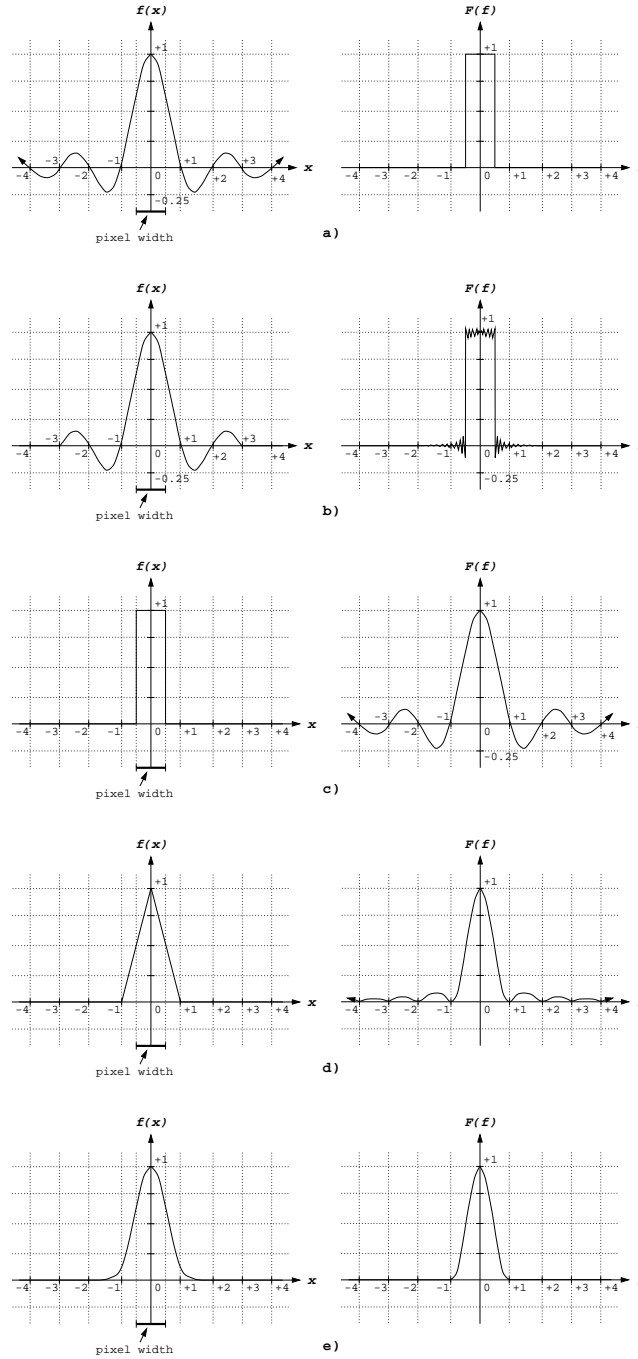 f(x) F(f)
+1 +1
-3 -1 +1 +3 x
-4 -2 0 +2 +4 -4 -3 -2 -1 0 +1 +2 +3 +4
-0.25
pixel width
a)
f(x) F(f)
+1 +1
-3 -1 +1 +3 x
-4 -2 0 +2 +4 -4 -3 -2 -1 0 +1 +2 +3 +4
-0.25 -0.25
pixel width
b)
f(x) F(f)
+1 +1
x -3 -1 +1 +3
-4 -3 -2 -1 0 +1 +2 +3 +4 -4 -2 0 +2 +4
-0.25
pixel width
c)
f(x) F(f)
+1 +1
x
-4 -3 -2 -1 0 +1 +2 +3 +4 -4 -3 -2 -1 0 +1 +2 +3 +4
pixel width
d)
f(x) F(f)
+1 +1
x
-4 -3 -2 -1 0 +1 +2 +3 +4 -4 -3 -2 -1 0 +1 +2 +3 +4
pixel width
e)